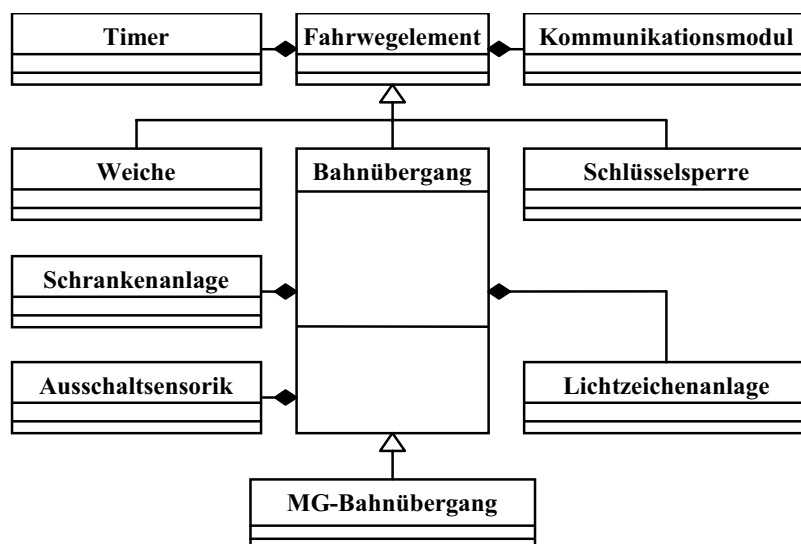 Timer
Fahrwegelement
Kommunikationsmodul
Weiche
Bahnübergang
Schlüsselsperre
Schrankenanlage
Ausschaltsensorik
Lichtzeichenanlage
MG-Bahnübergang